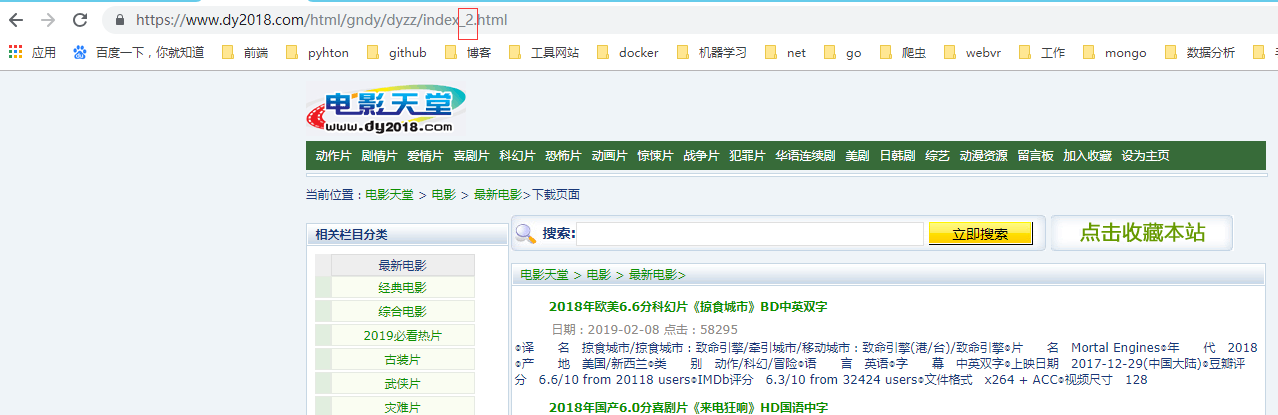 https://www.dy2018.com/html/gndy/dyzz/index_2.html
应用 百度一下，你就知道 前端 pyhton github 博客 工具网站 docker 机器学习 net go 爬虫 webvr 工作 mongo 数据分析
电影天堂
www.dy2018.com
动作片 剧情片 爱情片 喜剧片 科幻片 恐怖片 动画片 惊悚片 战争片 犯罪片 华语连续剧 美剧 日韩剧 综艺 动漫资源 留言板 加入收藏 设为主页
当前位置：电影天堂 > 电影 > 最新电影>下载页面
相关栏目分类
最新电影
经典电影
综合电影
2019必看热片
古装片
武侠片
灾难片
搜索: 立即搜索 点击收藏本站
电影天堂 > 电影 > 最新电影>
2018年欧美6.6分科幻片《掠食城市》BD中英双字
日期：2019-02-08 点击：58295
◎译 名 掠食城市/掠食城市：致命引擎/牵引城市/移动城市：致命引擎(港/台)/致命引擎◎片 名 Mortal Engines◎年 代 2018
◎产 地 美国/新西兰◎类 别 动作/科幻/冒险◎语 言 英语◎字 幕 中英双字◎上映日期 2017-12-29(中国大陆)◎豆瓣评
分 6.6/10 from 20118 users◎IMDb评分 6.3/10 from 32424 users◎文件格式 x264 + ACC◎视频尺寸 128
2018年国产6.0分喜剧片《来电狂响》HD国语中字